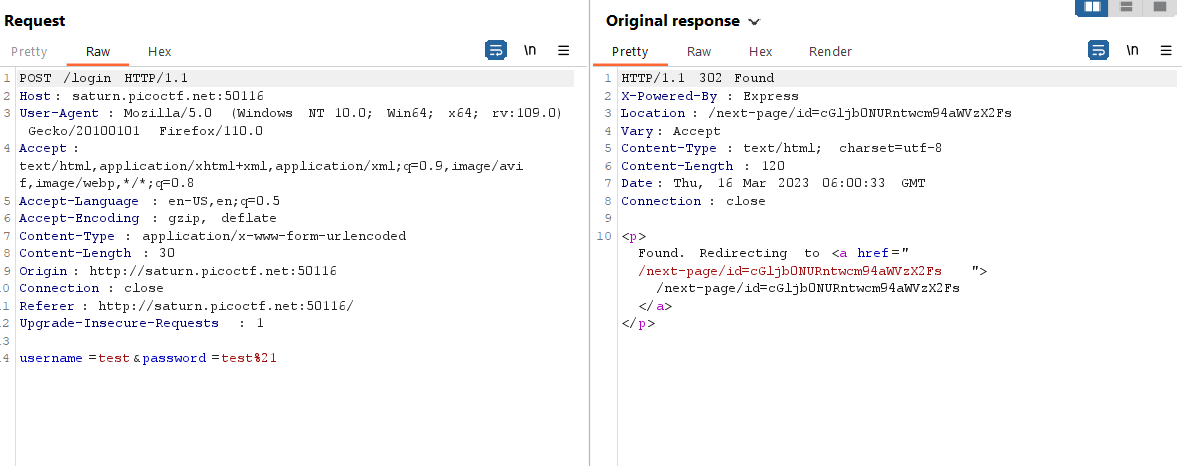 Request
Pretty Raw Hex \n
1 POST /login HTTP/1.1
2 Host: saturn.picoctf.net:50116
3 User-Agent: Mozilla/5.0 (Windows NT 10.0; Win64; x64; rv:109.0)
Gecko/20100101 Firefox/110.0
4 Accept:
text/html,application/xhtml+xml,application/xml;q=0.9,image/avi
f,image/webp,*/*;q=0.8
5 Accept-Language : en-US,en;q=0.5
6 Accept-Encoding : gzip, deflate
7 Content-Type : application/x-www-form-urlencoded
8 Content-Length : 30
9 Origin : http://saturn.picoctf.net:50116
0 Connection : close
1 Referer : http://saturn.picoctf.net:50116/
2 Upgrade-Insecure-Requests : 1
3
4 username =test &password =test%21
Original response
Pretty Raw Hex Render \n
1 HTTP/1.1 302 Found
2 X-Powered-By : Express
3 Location : /next-page/id=cGljb0NURntwcm94aWVzX2Fs
4 Vary: Accept
5 Content-Type : text/html; charset=utf-8
6 Content-Length : 120
7 Date: Thu, 16 Mar 2023 06:00:33 GMT
8 Connection : close
9
10 <p>
Found. Redirecting to <a href="
/next-page/id=cGljb0NURntwcm94aWVzX2Fs ">
/next-page/id=cGljb0NURntwcm94aWVzX2Fs
</a>
</p>